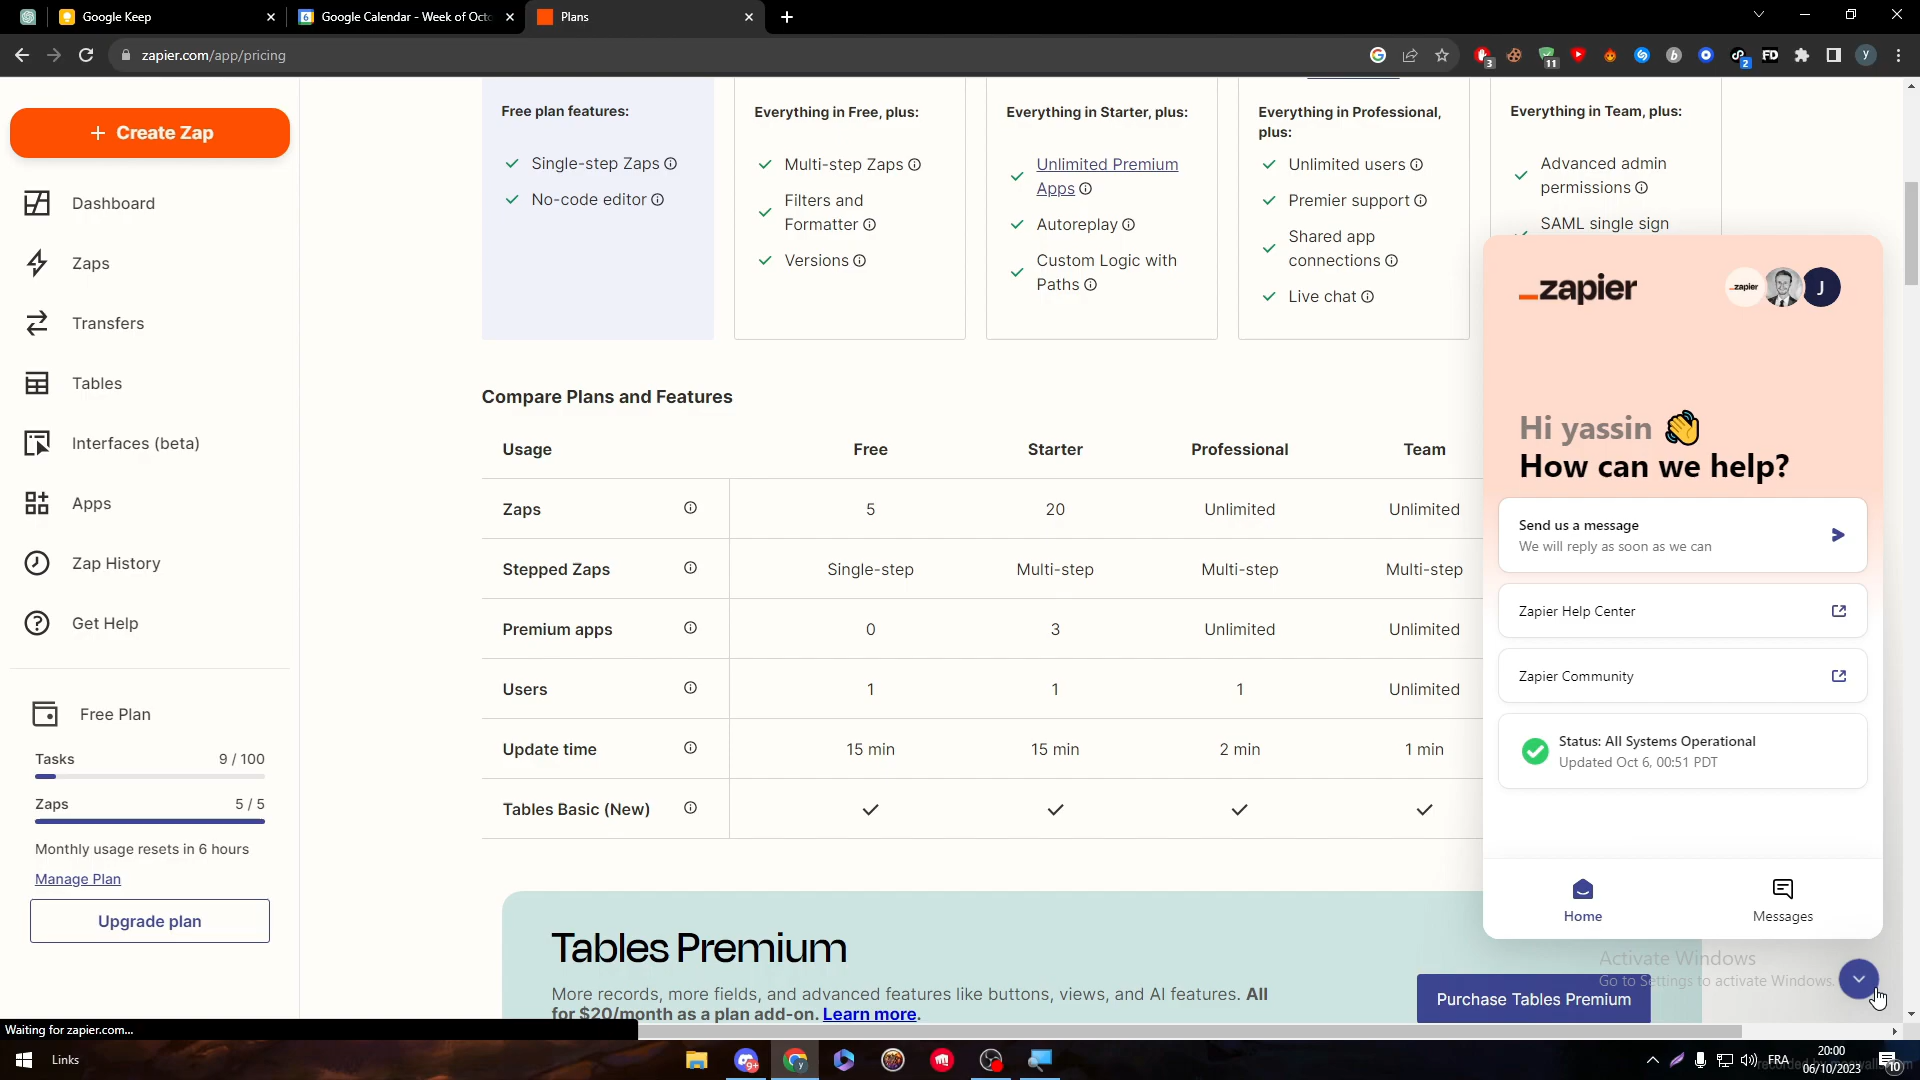 Google Keep
Google Calendar - Week of Octo
Plans
zapier.com/app/pricing
3
11
2
FD
y
Create Zap
Dashboard
Zaps
Transfers
Tables
Interfaces (beta)
Apps
Zap History
Get Help
Free Plan
Tasks 9 / 100
Zaps 5 / 5
Monthly usage resets in 6 hours
Manage Plan
Upgrade plan
Free plan features:
Single-step Zaps
No-code editor
Everything in Free, plus:
Multi-step Zaps
Filters and
Formatter
Versions
Everything in Starter, plus:
Unlimited Premium
Apps
Autoreplay
Custom Logic with
Paths
Everything in Professional,
plus:
Unlimited users
Premier support
Shared app
connections
Live chat
Everything in Team, plus:
Advanced admin
permissions
SAML single sign
Compare Plans and Features
Usage Free Starter Professional Team
Zaps 5 20 Unlimited Unlimited
Stepped Zaps Single-step Multi-step Multi-step Multi-step
Premium apps 0 3 Unlimited Unlimited
Users 1 1 1 Unlimited
Update time 15 min 15 min 2 min 1 min
Tables Basic (New)
Tables Premium
More records, more fields, and advanced features like buttons, views, and AI features. All
for $20/month as a plan add-on. Learn more.
Purchase Tables Premium
zapier
zapier
J
Hi yassin 👋
How can we help?
Send us a message
We will reply as soon as we can
Zapier Help Center
Zapier Community
Status: All Systems Operational
Updated Oct 6, 00:51 PDT
Home
Messages
Activate Windows
Go to Settings to activate Windows.
Waiting for zapier.com...
Links
FRA
20:00
06/10/2023
10